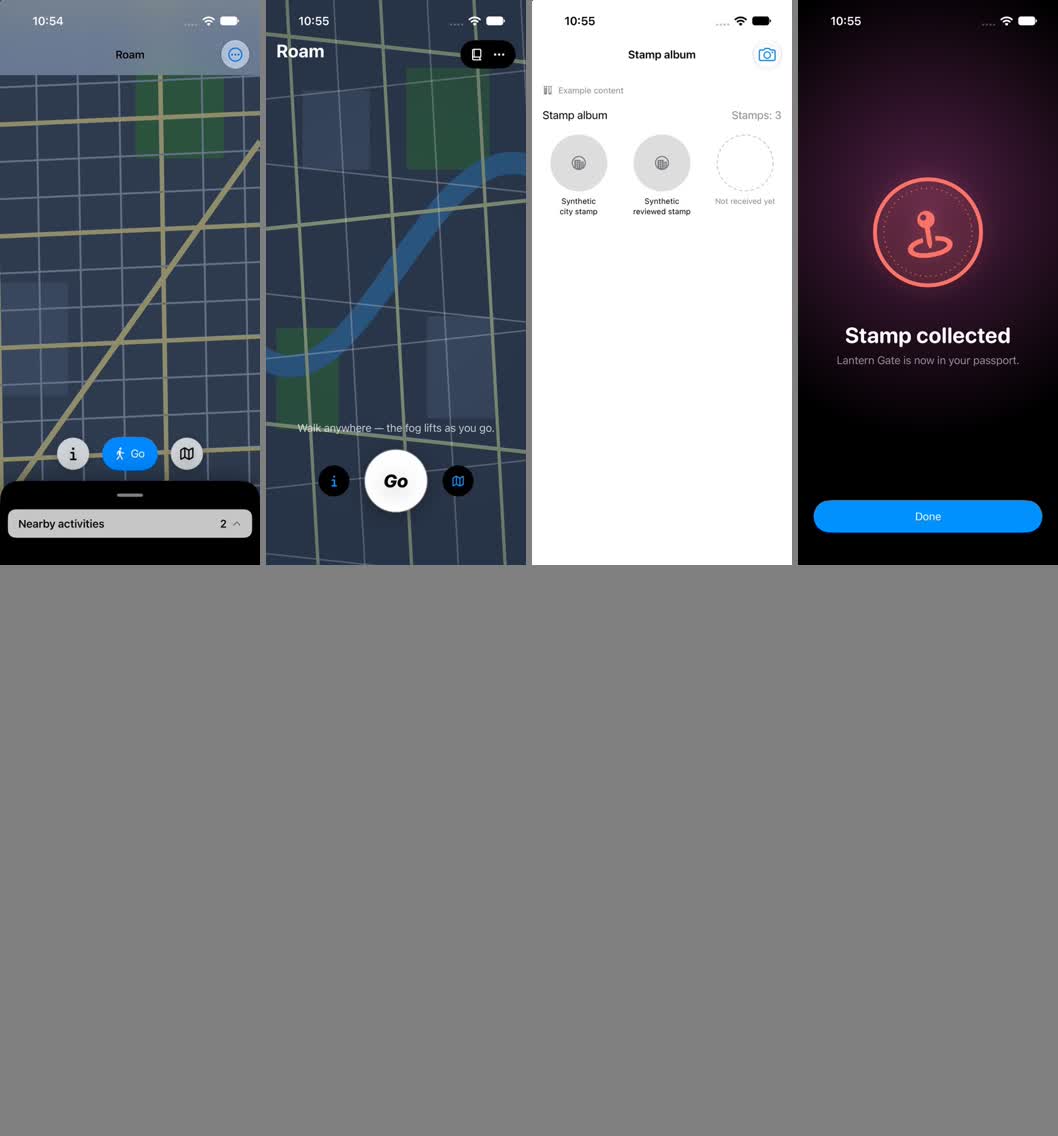 10:54
Roam
Go
Nearby activities 2
10:55
Roam
Walk anywhere — the fog lifts as you go.
Go
10:55
Stamp album
Example content
Stamp album Stamps: 3
Synthetic
city stamp
Synthetic
reviewed stamp
Not received yet
10:55
Stamp collected
Lantern Gate is now in your passport.
Done